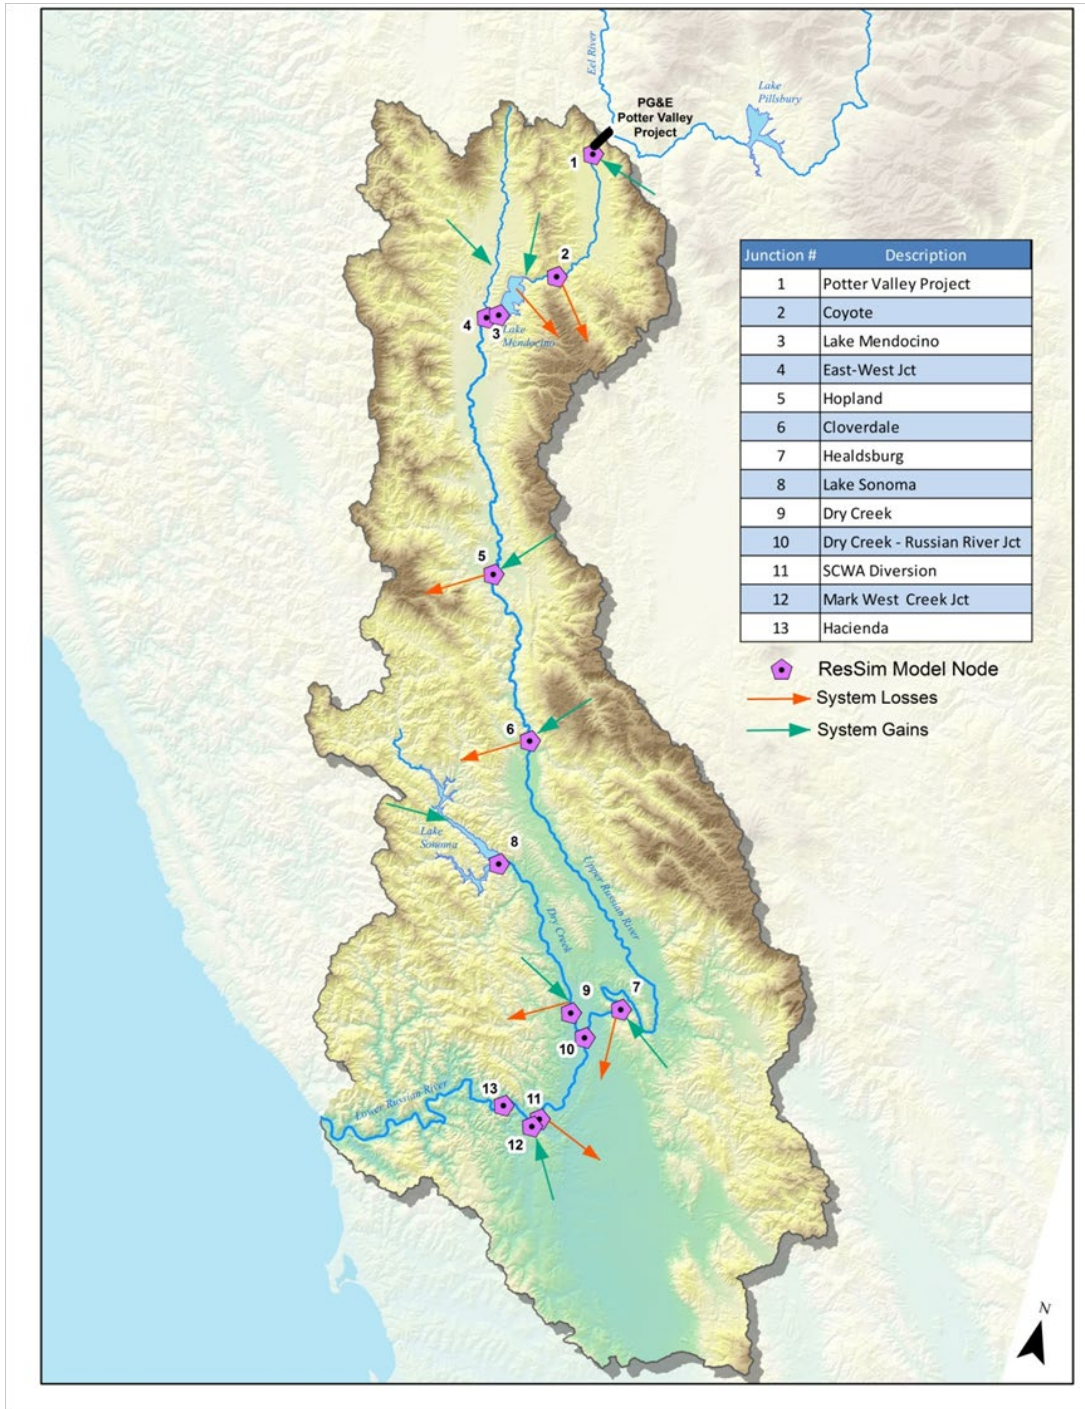 Eel River
Lake
Pillsbury
PG&E
Potter Valley
Project
1
2
4
3
Lake
Mendocino
5
6
Lake
Sonoma
8
Upper Russian River
Dry Creek
9
7
10
Lower Russian River
13
11
12
Junction # Description
1 Potter Valley Project
2 Coyote
3 Lake Mendocino
4 East-West Jct
5 Hopland
6 Cloverdale
7 Healdsburg
8 Lake Sonoma
9 Dry Creek
10 Dry Creek - Russian River Jct
11 SCWA Diversion
12 Mark West Creek Jct
13 Hacienda
ResSim Model Node
System Losses
System Gains
N